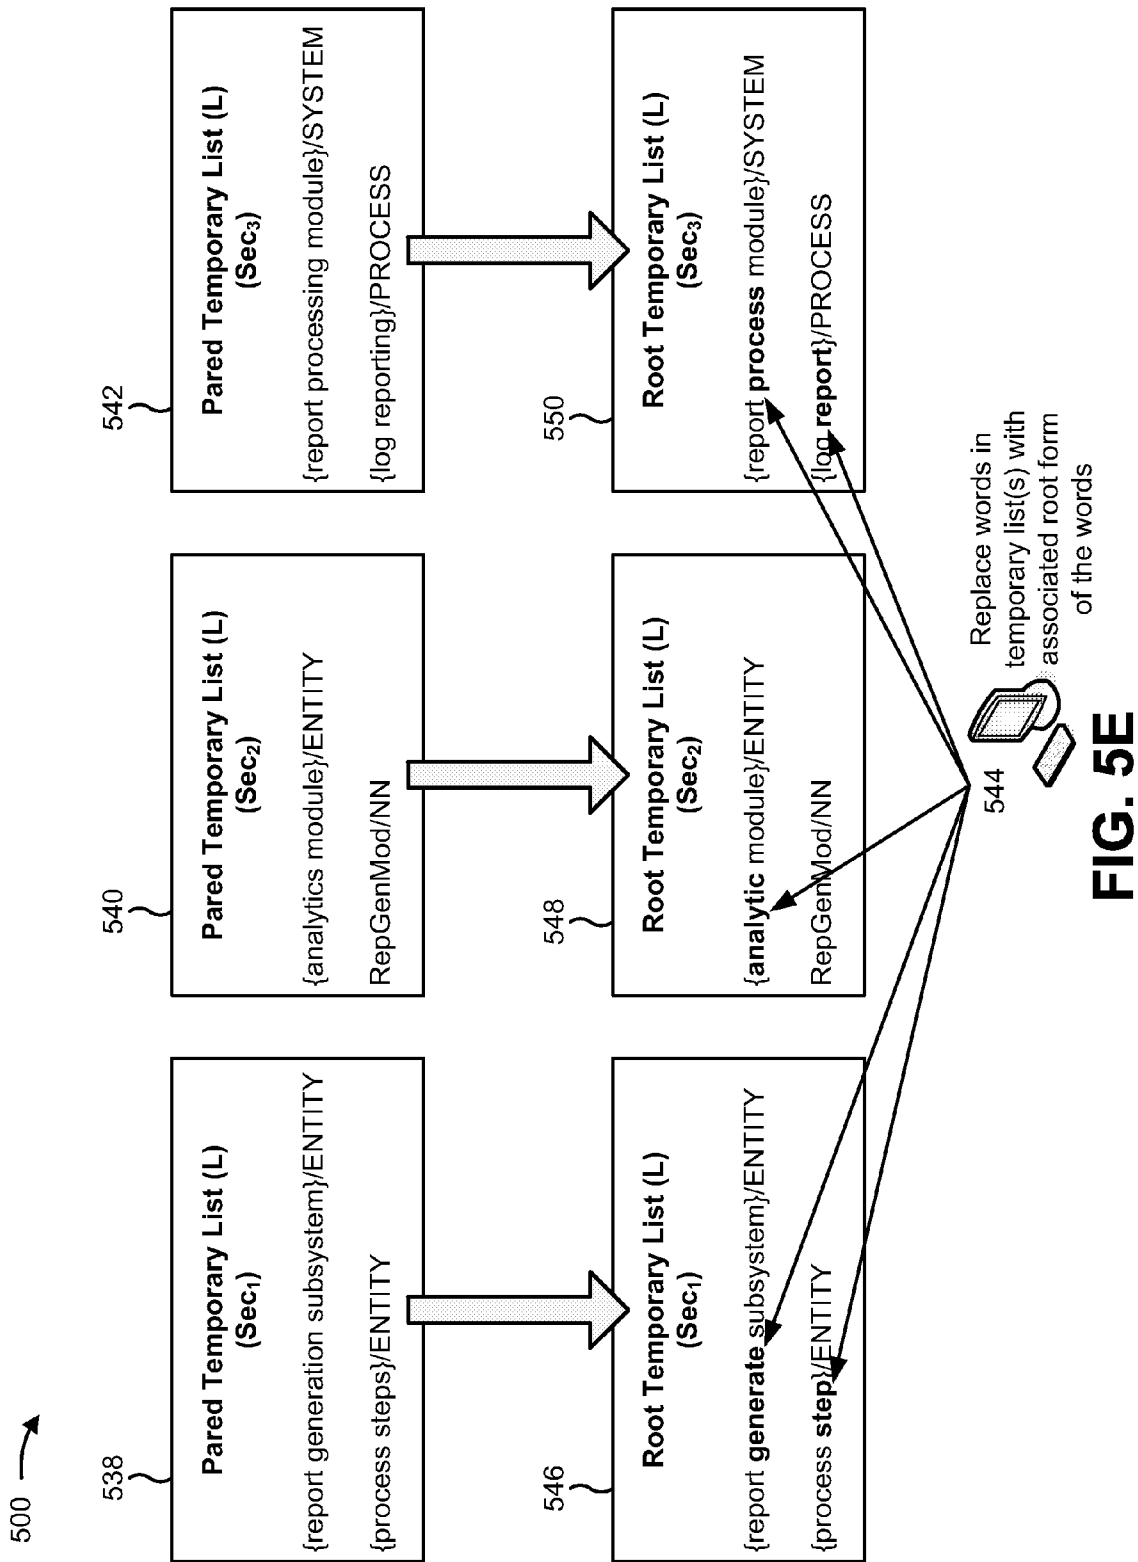 500
538
Pared Temporary List (L)
(Sec₁)
{report generation subsystem}/ENTITY
{process steps}/ENTITY
540
Pared Temporary List (L)
(Sec₂)
{analytics module}/ENTITY
RepGenMod/NN
542
Pared Temporary List (L)
(Sec₃)
{report processing module}/SYSTEM
{log reporting}/PROCESS
546
Root Temporary List (L)
(Sec₁)
{report generate subsystem}/ENTITY
{process step}/ENTITY
548
Root Temporary List (L)
(Sec₂)
{analytic module}/ENTITY
RepGenMod/NN
550
Root Temporary List (L)
(Sec₃)
{report process module}/SYSTEM
{log report}/PROCESS
544
Replace words in
temporary list(s) with
associated root form
of the words
FIG. 5E